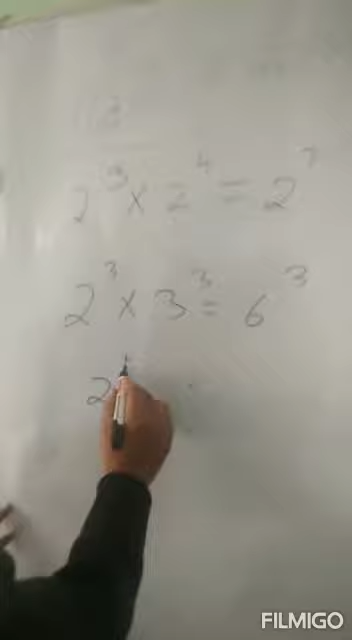 2³ × 2⁴ = 2⁷
2³ × 3³ = 6³
2
FILMIGO